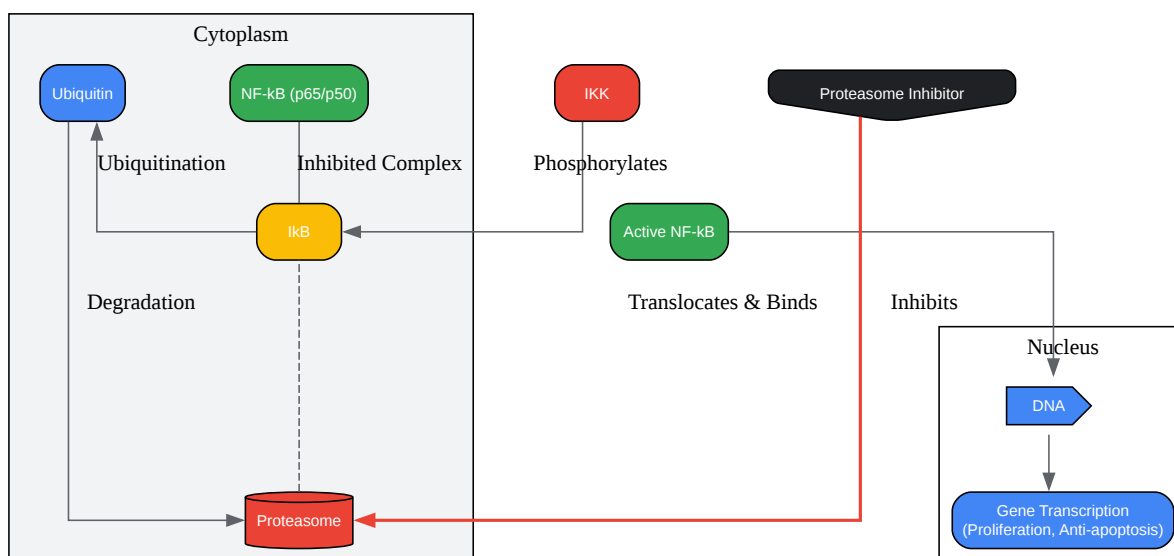 Cytoplasm
Ubiquitin
NF-kB (p65/p50)
IKK
Proteasome Inhibitor
Ubiquitination
Inhibited Complex
Phosphorylates
IkB
Active NF-kB
Degradation
Translocates & Binds
Inhibits
Nucleus
DNA
Proteasome
Gene Transcription
(Proliferation, Anti-apoptosis)